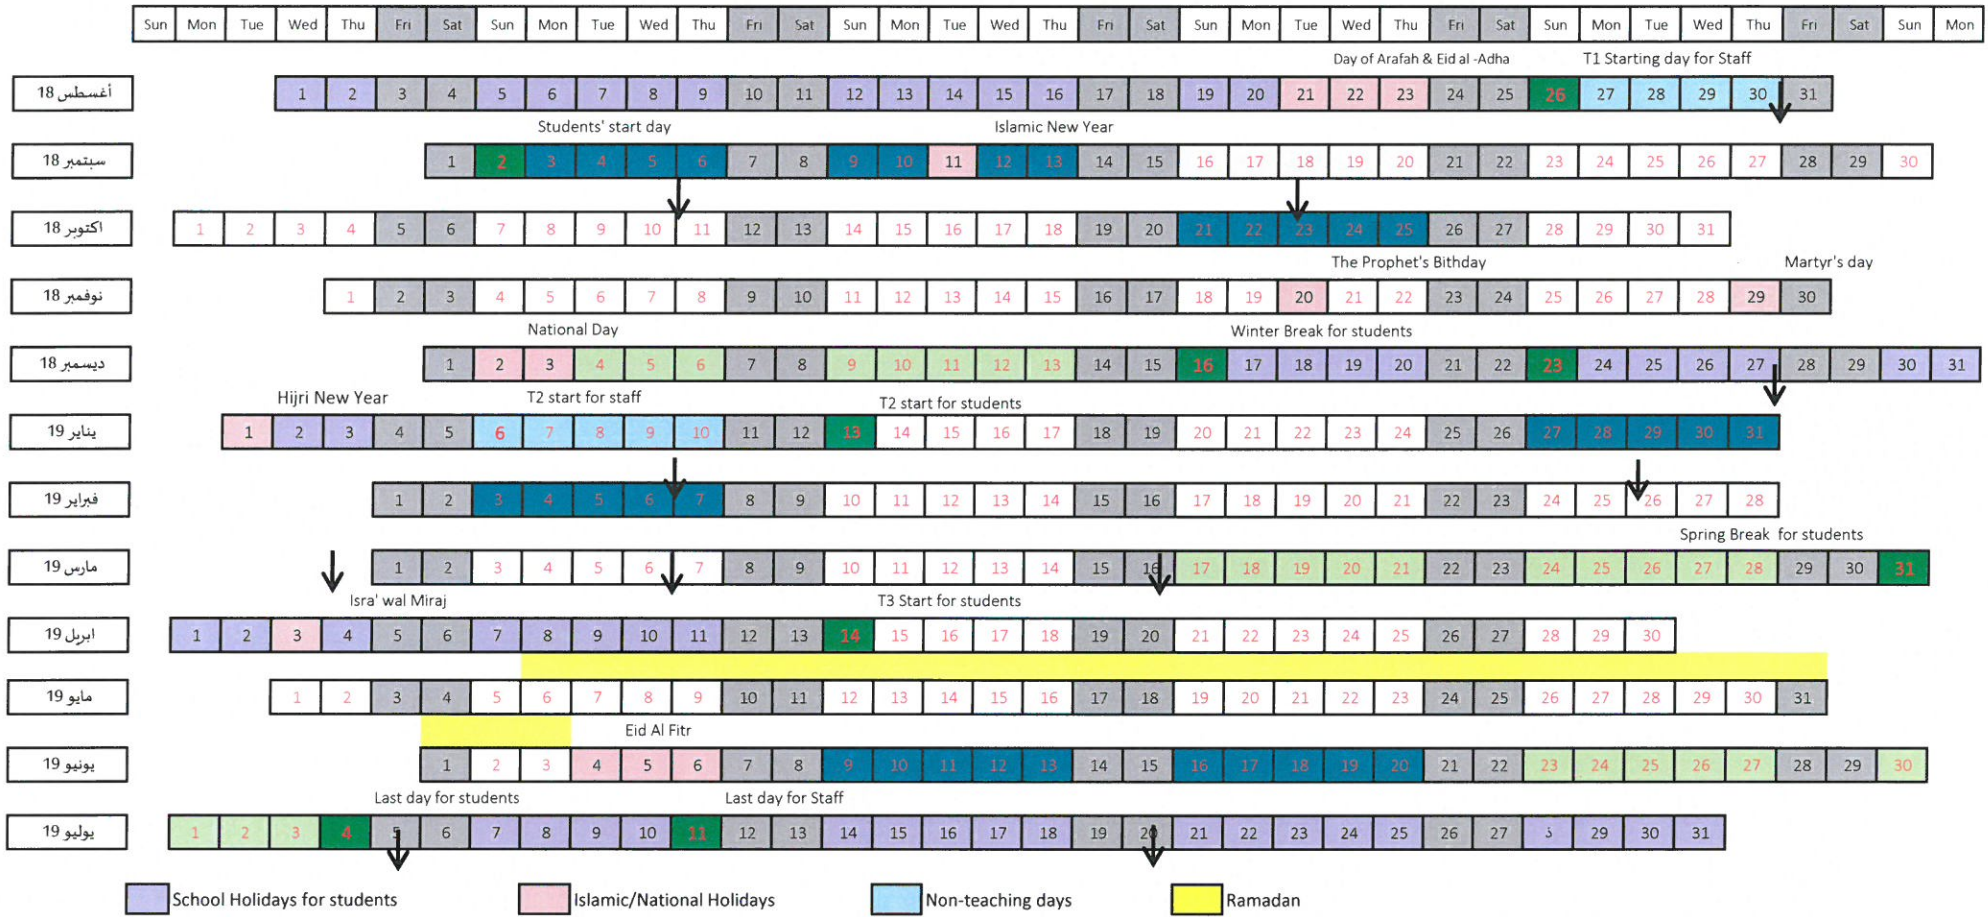 Sun Mon Tue Wed Thu Fri Sat Sun Mon Tue Wed Thu Fri Sat Sun Mon Tue Wed Thu Fri Sat Sun Mon Tue Wed Thu Fri Sat Sun Mon Tue Wed Thu Fri Sat Sun Mon
Day of Arafah & Eid al -Adha T1 Starting day for Staff
أغسطس 18 1 2 3 4 5 6 7 8 9 10 11 12 13 14 15 16 17 18 19 20 21 22 23 24 25 26 27 28 29 30 31
Students' start day Islamic New Year
سبتمبر 18 1 2 3 4 5 6 7 8 9 10 11 12 13 14 15 16 17 18 19 20 21 22 23 24 25 26 27 28 29 30
اكتوبر 18 1 2 3 4 5 6 7 8 9 10 11 12 13 14 15 16 17 18 19 20 21 22 23 24 25 26 27 28 29 30 31
The Prophet's Bithday Martyr's day
نوفمبر 18 1 2 3 4 5 6 7 8 9 10 11 12 13 14 15 16 17 18 19 20 21 22 23 24 25 26 27 28 29 30
National Day Winter Break for students
ديسمبر 18 1 2 3 4 5 6 7 8 9 10 11 12 13 14 15 16 17 18 19 20 21 22 23 24 25 26 27 28 29 30 31
Hijri New Year T2 start for staff T2 start for students
يناير 19 1 2 3 4 5 6 7 8 9 10 11 12 13 14 15 16 17 18 19 20 21 22 23 24 25 26 27 28 29 30 31
فبراير 19 1 2 3 4 5 6 7 8 9 10 11 12 13 14 15 16 17 18 19 20 21 22 23 24 25 26 27 28
Spring Break for students
مارس 19 1 2 3 4 5 6 7 8 9 10 11 12 13 14 15 16 17 18 19 20 21 22 23 24 25 26 27 28 29 30 31
Isra' wal Miraj T3 Start for students
ابريل 19 1 2 3 4 5 6 7 8 9 10 11 12 13 14 15 16 17 18 19 20 21 22 23 24 25 26 27 28 29 30
مايو 19 1 2 3 4 5 6 7 8 9 10 11 12 13 14 15 16 17 18 19 20 21 22 23 24 25 26 27 28 29 30 31
Eid Al Fitr
يونيو 19 1 2 3 4 5 6 7 8 9 10 11 12 13 14 15 16 17 18 19 20 21 22 23 24 25 26 27 28 29 30
Last day for students Last day for Staff
يوليو 19 1 2 3 4 5 6 7 8 9 10 11 12 13 14 15 16 17 18 19 20 21 22 23 24 25 26 27 29 30 31
School Holidays for students Islamic/National Holidays Non-teaching days Ramadan